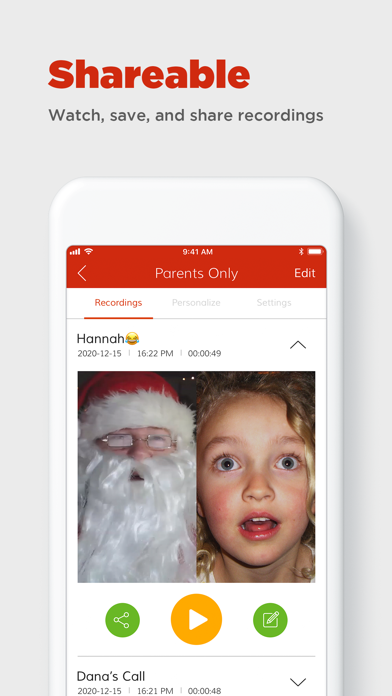 Shareable
Watch, save, and share recordings
9:41 AM
Parents Only Edit
Recordings Personalize Settings
Hannah😂
2020-12-15 | 16:22 PM | 00:00:49
Dana's Call
2020-12-15 | 16:21 PM | 00:00:40